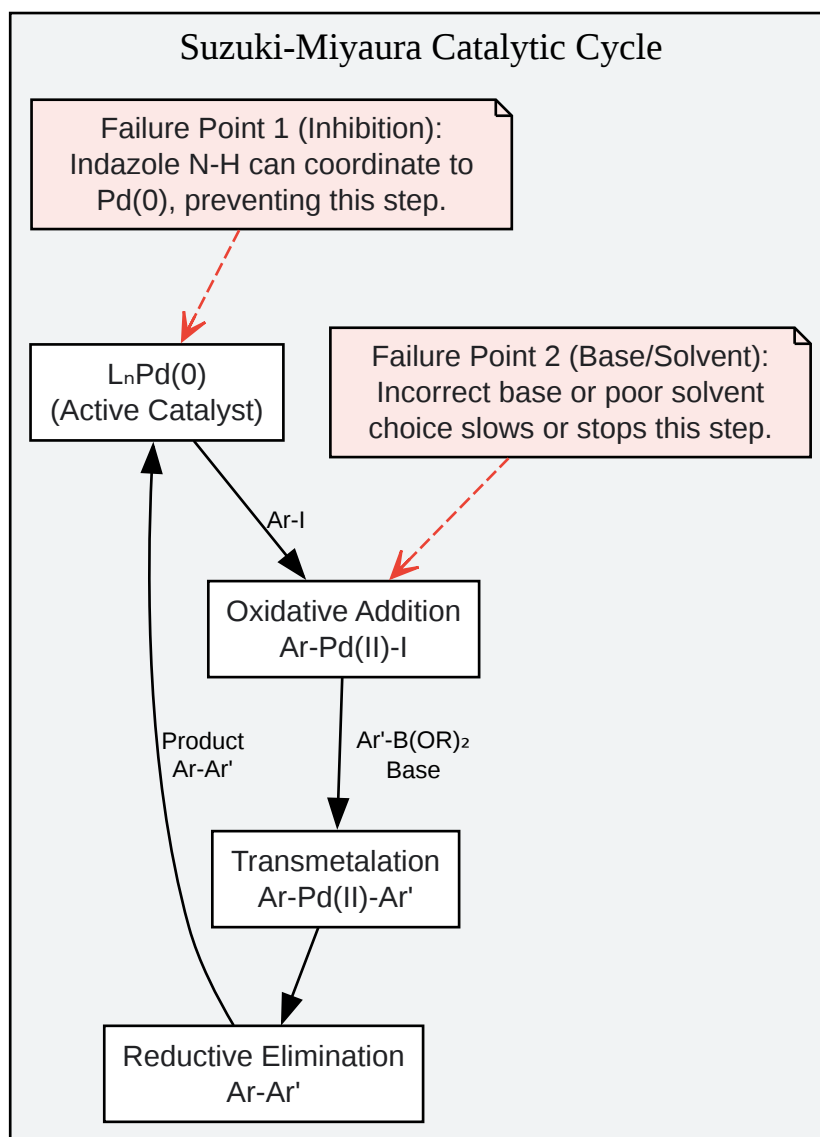 Suzuki-Miyaura Catalytic Cycle
Failure Point 1 (Inhibition):
Indazole N-H can coordinate to
Pd(0), preventing this step.
Failure Point 2 (Base/Solvent):
Incorrect base or poor solvent
choice slows or stops this step.
LₙPd(0)
(Active Catalyst)
Ar-I
Oxidative Addition
Ar-Pd(II)-I
Product
Ar-Ar'
Ar'-B(OR)₂
Base
Transmetalation
Ar-Pd(II)-Ar'
Reductive Elimination
Ar-Ar'